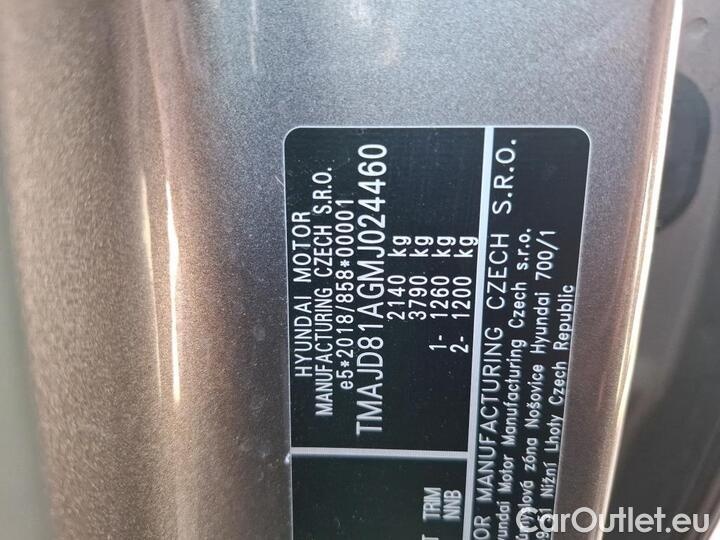 HYUNDAI MOTOR
MANUFACTURING CZECH S.R.O.
e5*2018/858*00001
TMAJD81AGMJ024460
2140 kg
3790 kg
1- 1260 kg
2- 1200 kg
TRIM
NNB
MANUFACTURING CZECH S.R.O.
Hyundai Motor Manufacturing Czech s.r.o.
zóna Nošovice Hyundai 700/1
Nižní Lhoty Czech Republic
CarOutlet.eu